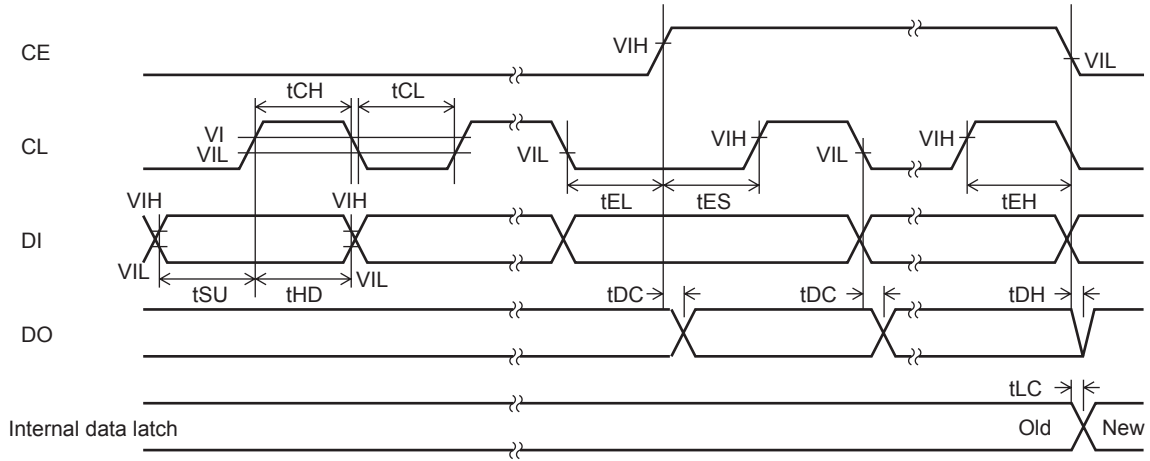 CE
VIH
VIL
tCH
tCL
CL
VI
VIL
VIL
VIH
VIL
VIH
tEL
tES
tEH
VIH
VIH
DI
VIL
VIL
tSU
tHD
tDC
tDC
tDH
DO
tLC
Internal data latch
Old
New